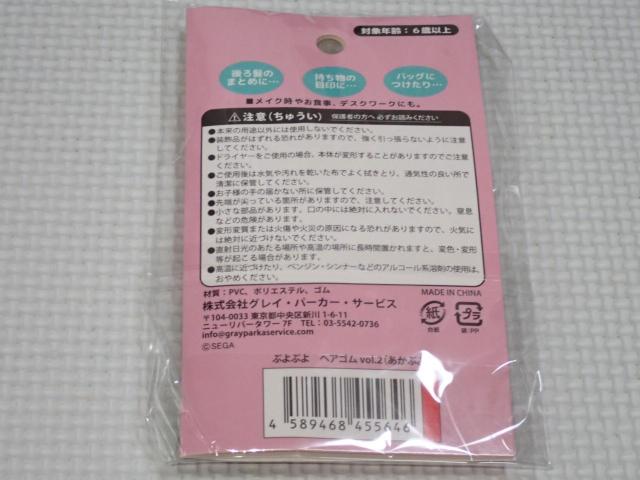 対象年齢：6歳以上
後ろ髪の
まとめに…
持ち物の
目印に…
バッグに
つけたり…
■メイク時やお食事、デスクワークにも。
注意（ちゅうい） 保護者の方へ 必ずお読みください
●本来の用途以外には使用しないでください。
●装飾品がはずれる恐れがありますので、強く引っ張らないように注意
してください。
●ドライヤーをご使用の場合、本体が変形することがありますのでご注意
ください。
●ご使用後は水気や汚れを乾いた布でよく拭きとり、通気性の良い所で
清潔に保管してください。
●お子様の手の届かない所に保管してください。
●先端が尖っている箇所がありますので、注意してください。
●小さな部品があります。口の中には絶対に入れないでください。窒息
などの危険があります。
●変形変質または火傷や火災の原因になる恐れがありますので、火気に
は絶対に近づけないでください。
●直射日光のあたる場所や高温の場所に長時間置かれますと、変色・変形
等が起こる場合があります。
●高温に近づけたり、ベンジン・シンナーなどのアルコール系溶剤の使用は、
おやめください。
材質：PVC、ポリエステル、ゴム
株式会社グレイ・パーカー・サービス
〒104-0033 東京都中央区新川1-6-11
ニューリバータワー 7F TEL：03-5542-0736
info@grayparkaservice.com
©SEGA
MADE IN CHINA
紙
台紙
プラ
袋：PP
ぷよぷよ ヘアゴム vol.2（あかぷ
4 589468 455646